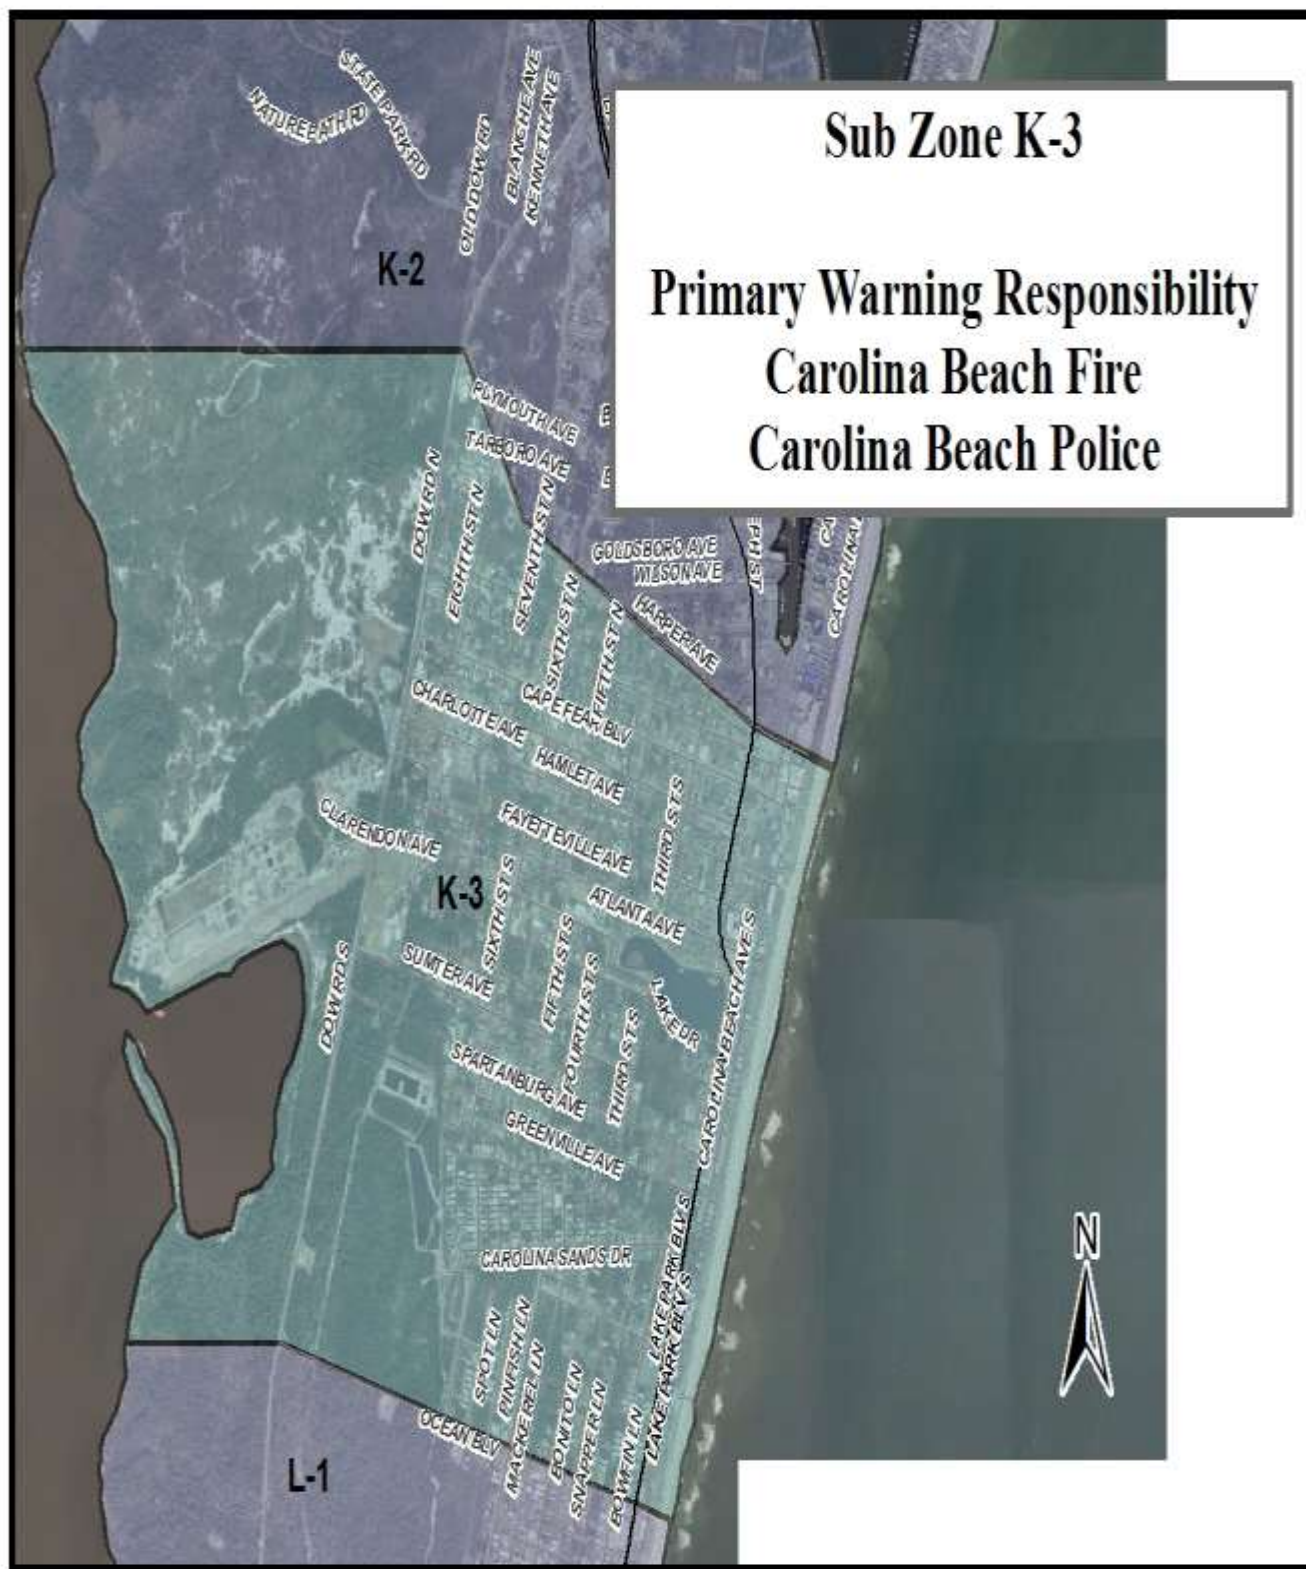 Sub Zone K-3
Primary Warning Responsibility
Carolina Beach Fire
Carolina Beach Police
STATE PARK RD
NATURE PATH RD
BLANCHE AVE
KENNETH AVE
OLD DOW RD
K-2
PLYMOUTH AVE
TARBORO AVE
DOW RD N
EIGHTH ST N
SEVENTH ST N
GOLDSBORO AVE
WILSON AVE
HARPER AVE
SIXTH ST N
FIFTH ST N
CAPE FEAR BLV
CHARLOTTE AVE
HAMLET AVE
CLARENDON AVE
FAYETTEVILLE AVE
THIRD ST S
K-3
SIXTH ST S
ATLANTA AVE
SUMTER AVE
DOW RD S
FIFTH ST S
FOURTH ST S
LAKE DR
CAROLINA BEACH AVE S
THIRD ST S
SPARTANBURG AVE
GREENVILLE AVE
CAROLINA SANDS DR
LAKE PARK BLV S
LAKE PARK BLV S
N
SPOT LN
PINFISH LN
MACKEREL LN
BONITO LN
SNAPPER LN
BOWFIN LN
OCEAN BLV
L-1